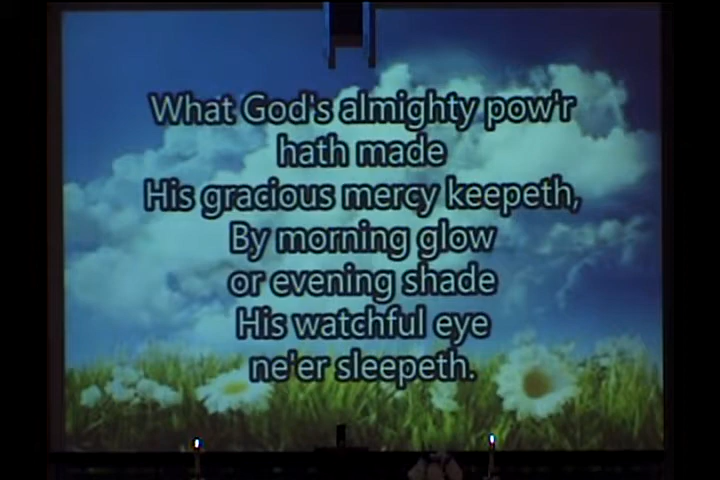 What God's almighty pow'r
hath made
His gracious mercy keepeth,
By morning glow
or evening shade
His watchful eye
ne'er sleepeth.